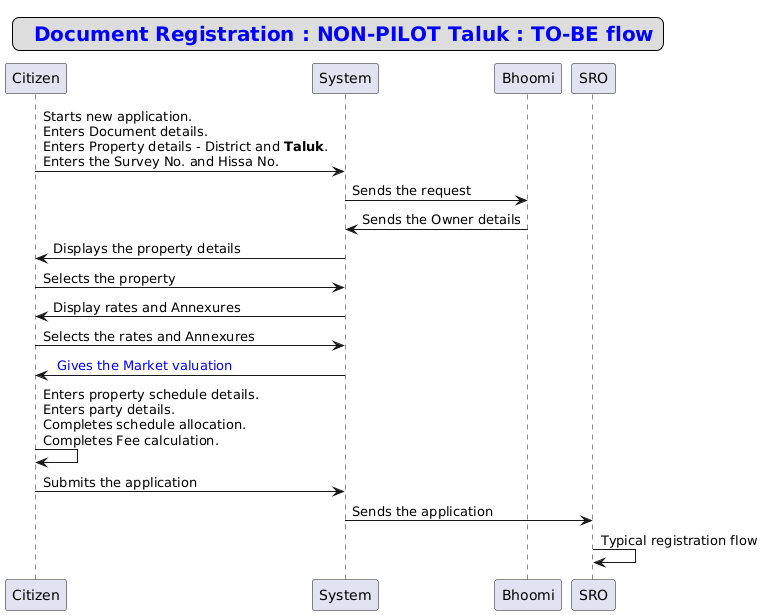 Document Registration : NON-PILOT Taluk : TO-BE flow
Citizen System Bhoomi SRO
Starts new application.
Enters Document details.
Enters Property details - District and Taluk.
Enters the Survey No. and Hissa No.
Sends the request
Sends the Owner details
Displays the property details
Selects the property
Display rates and Annexures
Selects the rates and Annexures
Gives the Market valuation
Enters property schedule details.
Enters party details.
Completes schedule allocation.
Completes Fee calculation.
Submits the application
Sends the application
Typical registration flow
Citizen System Bhoomi SRO